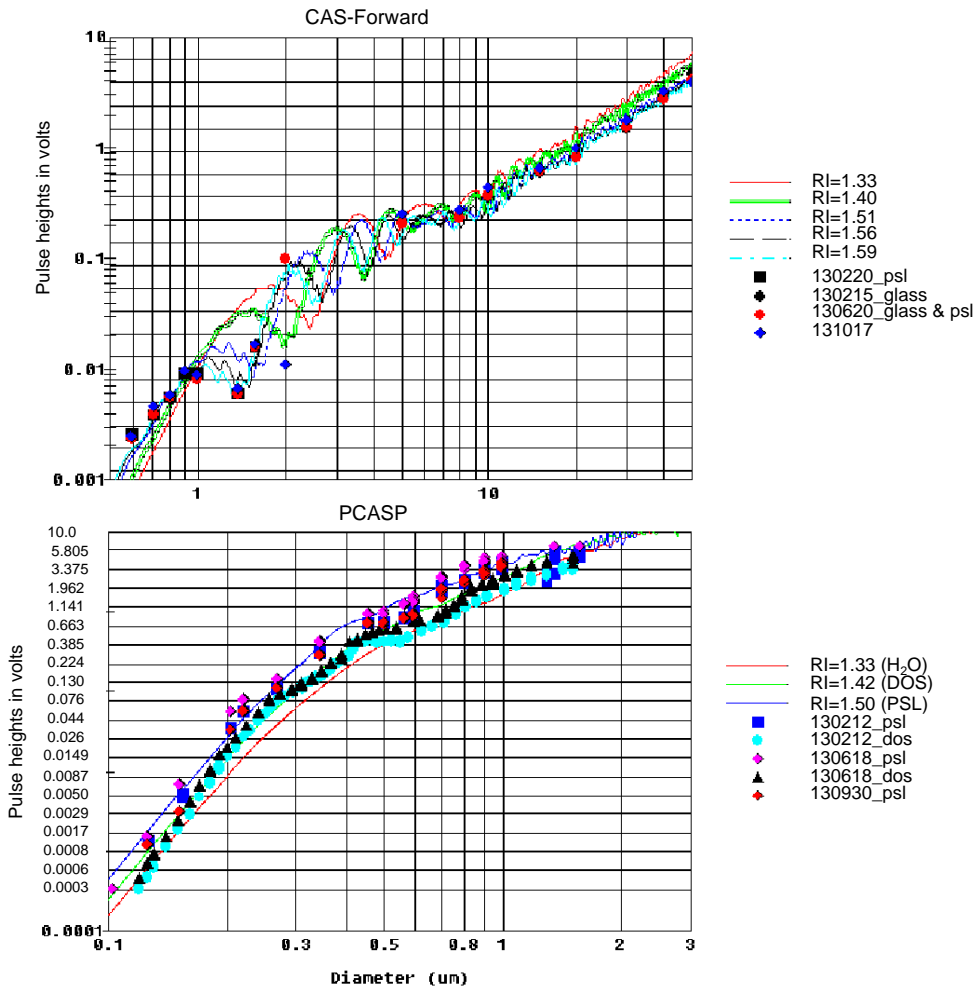 CAS-Forward
Pulse heights in volts
10
1
0.1
0.01
0.001
1
10
RI=1.33
RI=1.40
RI=1.51
RI=1.56
RI=1.59
130220_psl
130215_glass
130620_glass & psl
131017
PCASP
Pulse heights in volts
10.0
5.805
3.375
1.962
1.141
0.663
0.385
0.224
0.130
0.076
0.044
0.026
0.0149
0.0087
0.0050
0.0029
0.0017
0.0008
0.0006
0.0003
0.0001
0.1
0.2
0.3
0.5
0.8
1
2
3
Diameter (um)
RI=1.33 (H₂O)
RI=1.42 (DOS)
RI=1.50 (PSL)
130212_psl
130212_dos
130618_psl
130618_dos
130930_psl